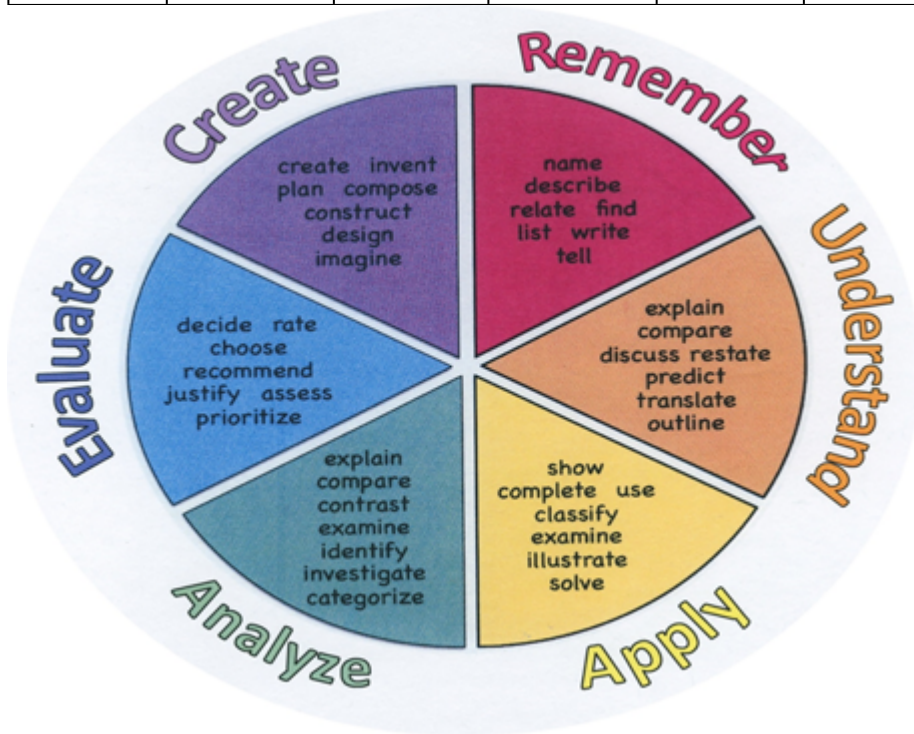 Remember
name
describe
relate find
list write
tell
Understand
explain
compare
discuss restate
predict
translate
outline
Apply
show
complete use
classify
examine
illustrate
solve
Analyze
explain
compare
contrast
examine
identify
investigate
categorize
Evaluate
decide rate
choose
recommend
justify assess
prioritize
Create
create invent
plan compose
construct
design
imagine